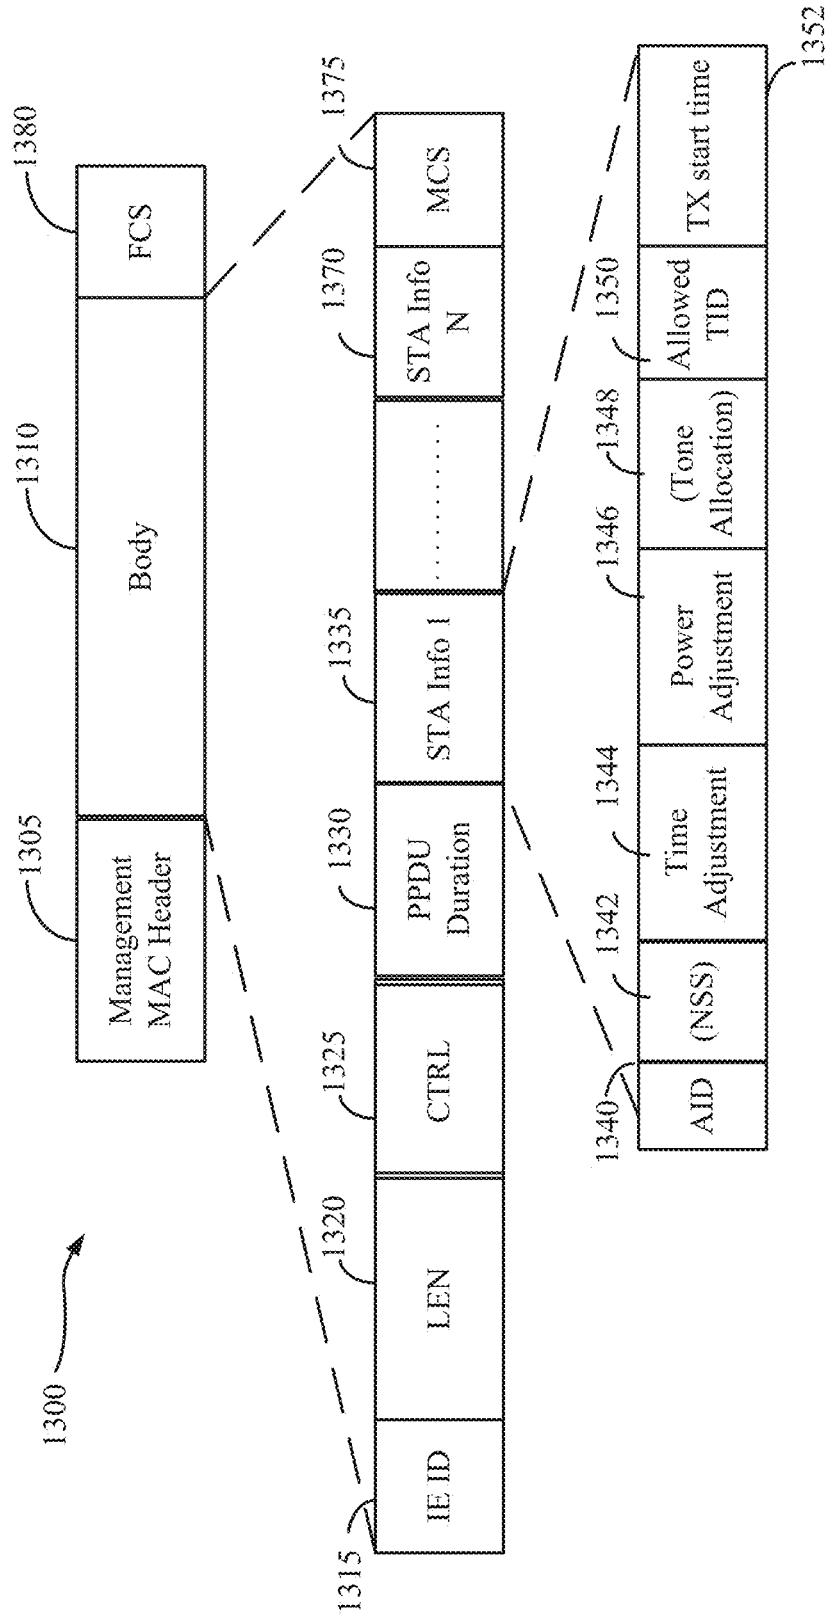 1300
1305
1310
1380
Management
MAC Header
Body
FCS
1315
1320
1325
1330
1335
1370
1375
IE ID
LEN
CTRL
PPDU
Duration
STA Info 1
. . . . . . . . . .
STA Info
N
MCS
1340
1342
1344
1346
1348
1350
1352
AID
(NSS)
Time
Adjustment
Power
Adjustment
(Tone
Allocation)
Allowed
TID
TX start time